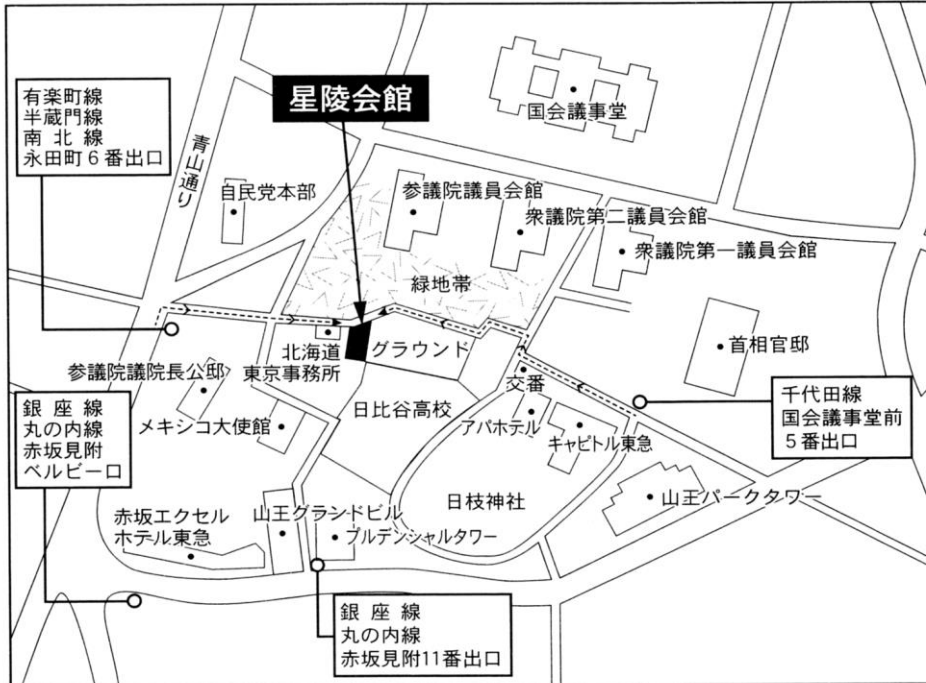 星陵会館
国会議事堂
有楽町線
半蔵門線
南北線
永田町6番出口
青山通り
自民党本部
参議院議員会館
衆議院第二議員会館
衆議院第一議員会館
緑地帯
北海道
東京事務所
グラウンド
首相官邸
参議院議院長公邸
メキシコ大使館
日比谷高校
交番
アパホテル
キャピトル東急
千代田線
国会議事堂前
5番出口
銀座線
丸の内線
赤坂見附
ベルビー口
日枝神社
山王パークタワー
赤坂エクセル
ホテル東急
山王グランドビル
プルデンシャルタワー
銀座線
丸の内線
赤坂見附11番出口